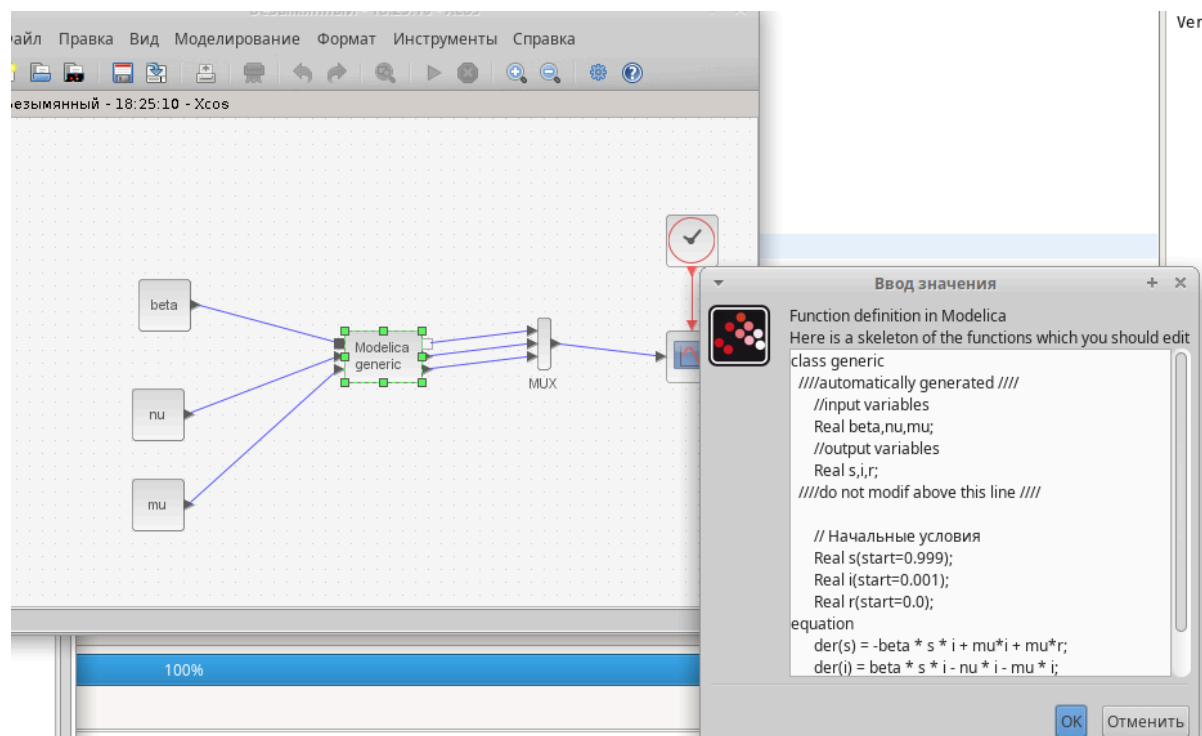 айл Правка Вид Моделирование Формат Инструменты Справка
езымянный - 18:25:10 - Xcos
beta
nu
mu
Modelica
generic
MUX
Ver
Ввод значения
Function definition in Modelica
Here is a skeleton of the functions which you should edit
class generic
////automatically generated ////
//input variables
Real beta,nu,mu;
//output variables
Real s,i,r;
////do not modif above this line ////
// Начальные условия
Real s(start=0.999);
Real i(start=0.001);
Real r(start=0.0);
equation
der(s) = -beta * s * i + mu*i + mu*r;
der(i) = beta * s * i - nu * i - mu * i;
OK Отменить
100%